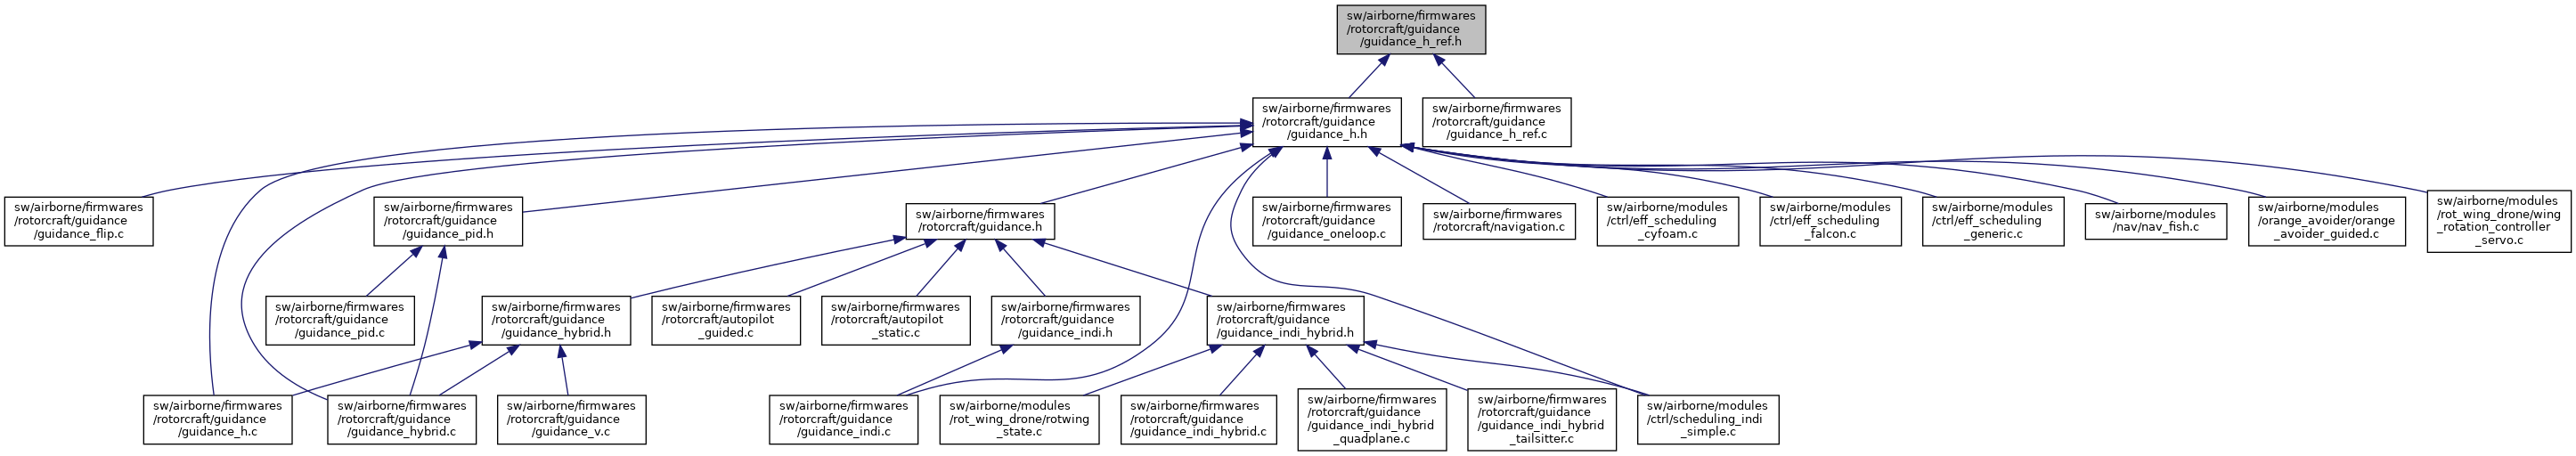 sw/airborne/firmwares
/rotorcraft/guidance
/guidance_h_ref.h
sw/airborne/firmwares
/rotorcraft/guidance
/guidance_h.h
sw/airborne/firmwares
/rotorcraft/guidance
/guidance_h_ref.c
sw/airborne/firmwares
/rotorcraft/guidance
/guidance_flip.c
sw/airborne/firmwares
/rotorcraft/guidance
/guidance_pid.h
sw/airborne/firmwares
/rotorcraft/guidance.h
sw/airborne/firmwares
/rotorcraft/guidance
/guidance_oneloop.c
sw/airborne/firmwares
/rotorcraft/navigation.c
sw/airborne/modules
/ctrl/eff_scheduling
_cyfoam.c
sw/airborne/modules
/ctrl/eff_scheduling
_falcon.c
sw/airborne/modules
/ctrl/eff_scheduling
_generic.c
sw/airborne/modules
/nav/nav_fish.c
sw/airborne/modules
/orange_avoider/orange
_avoider_guided.c
sw/airborne/modules
/rot_wing_drone/wing
_rotation_controller
_servo.c
sw/airborne/firmwares
/rotorcraft/guidance
/guidance_pid.c
sw/airborne/firmwares
/rotorcraft/guidance
/guidance_hybrid.h
sw/airborne/firmwares
/rotorcraft/autopilot
_guided.c
sw/airborne/firmwares
/rotorcraft/autopilot
_static.c
sw/airborne/firmwares
/rotorcraft/guidance
/guidance_indi.h
sw/airborne/firmwares
/rotorcraft/guidance
/guidance_indi_hybrid.h
sw/airborne/firmwares
/rotorcraft/guidance
/guidance_h.c
sw/airborne/firmwares
/rotorcraft/guidance
/guidance_hybrid.c
sw/airborne/firmwares
/rotorcraft/guidance
/guidance_v.c
sw/airborne/firmwares
/rotorcraft/guidance
/guidance_indi.c
sw/airborne/modules
/rot_wing_drone/rotwing
_state.c
sw/airborne/firmwares
/rotorcraft/guidance
/guidance_indi_hybrid.c
sw/airborne/firmwares
/rotorcraft/guidance
/guidance_indi_hybrid
_quadplane.c
sw/airborne/firmwares
/rotorcraft/guidance
/guidance_indi_hybrid
_tailsitter.c
sw/airborne/modules
/ctrl/scheduling_indi
_simple.c